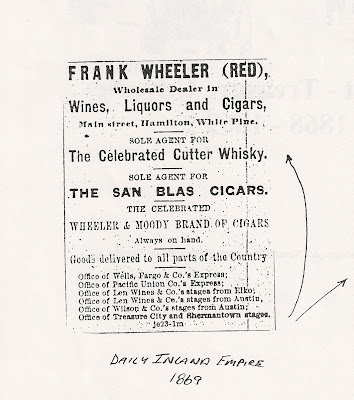 FRANK WHEELER (RED),
Wholesale Dealer in
Wines, Liquors and Cigars,
Main street, Hamilton, White Pine.
SOLE AGENT FOR
The Celebrated Cutter Whisky.
SOLE AGENT FOR
THE SAN BLAS CIGARS.
THE CELEBRATED
WHEELER & MOODY BRAND OF CIGARS
Always on hand.
Goods delivered to all parts of the Country
Office of Wells, Fargo & Co.'s Express;
Office of Pacific Union Co.'s Express;
Office of Len Wines & Co.'s stages from Elko;
Office of Len Wines & Co.'s stages from Austin,
Office of Wilson & Co.'s stages from Austin;
Office of Treasure City and Shermantown stages.
je23-1m
DAILY INLAND EMPIRE
1869